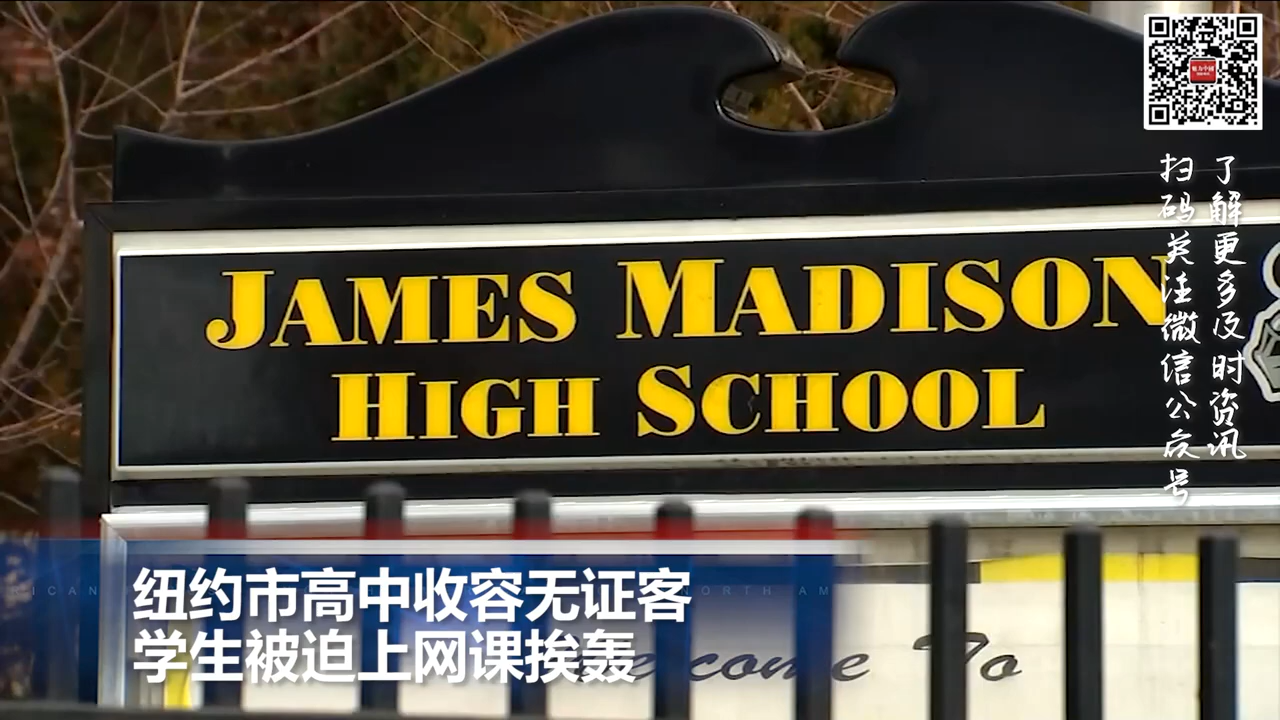 JAMES MADISON
HIGH SCHOOL
Welcome To
了解更多及时资讯
扫码关注微信公众号
纽约市高中收容无证客
学生被迫上网课挨轰